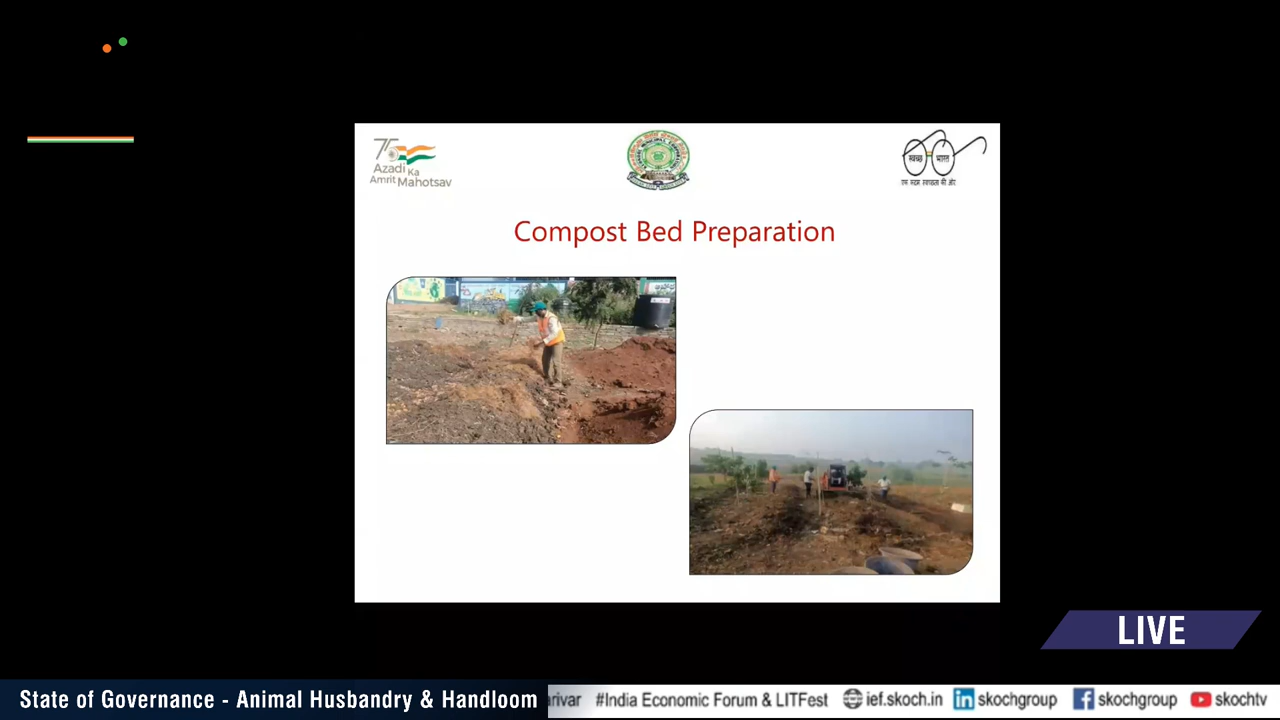 75
Azadi
Ka
Amrit Mahotsav
स्वच्छ भारत
एक कदम स्वच्छता की ओर
Compost Bed Preparation
LIVE
State of Governance - Animal Husbandry & Handloom
arivar #India Economic Forum & LITFest ief.skoch.in skochgroup skochgroup skochtv